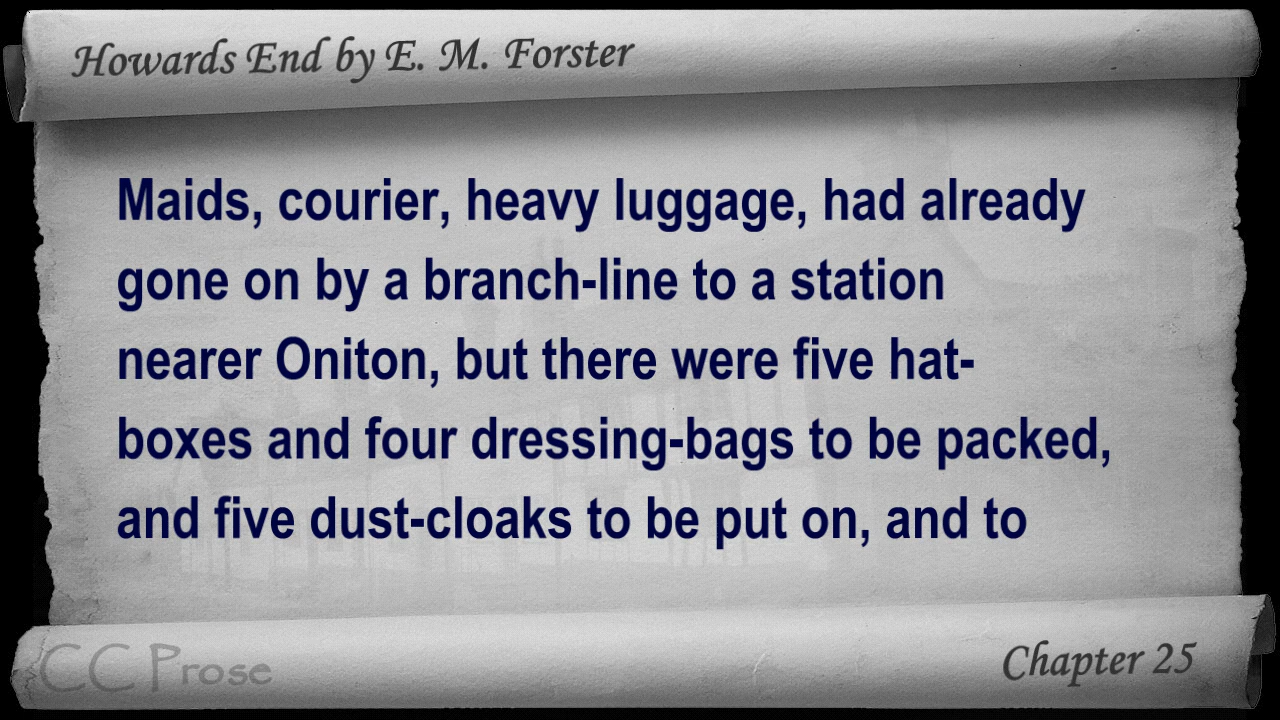 Howards End by E. M. Forster
Maids, courier, heavy luggage, had already
gone on by a branch-line to a station
nearer Oniton, but there were five hat-
boxes and four dressing-bags to be packed,
and five dust-cloaks to be put on, and to
CC Prose
Chapter 25